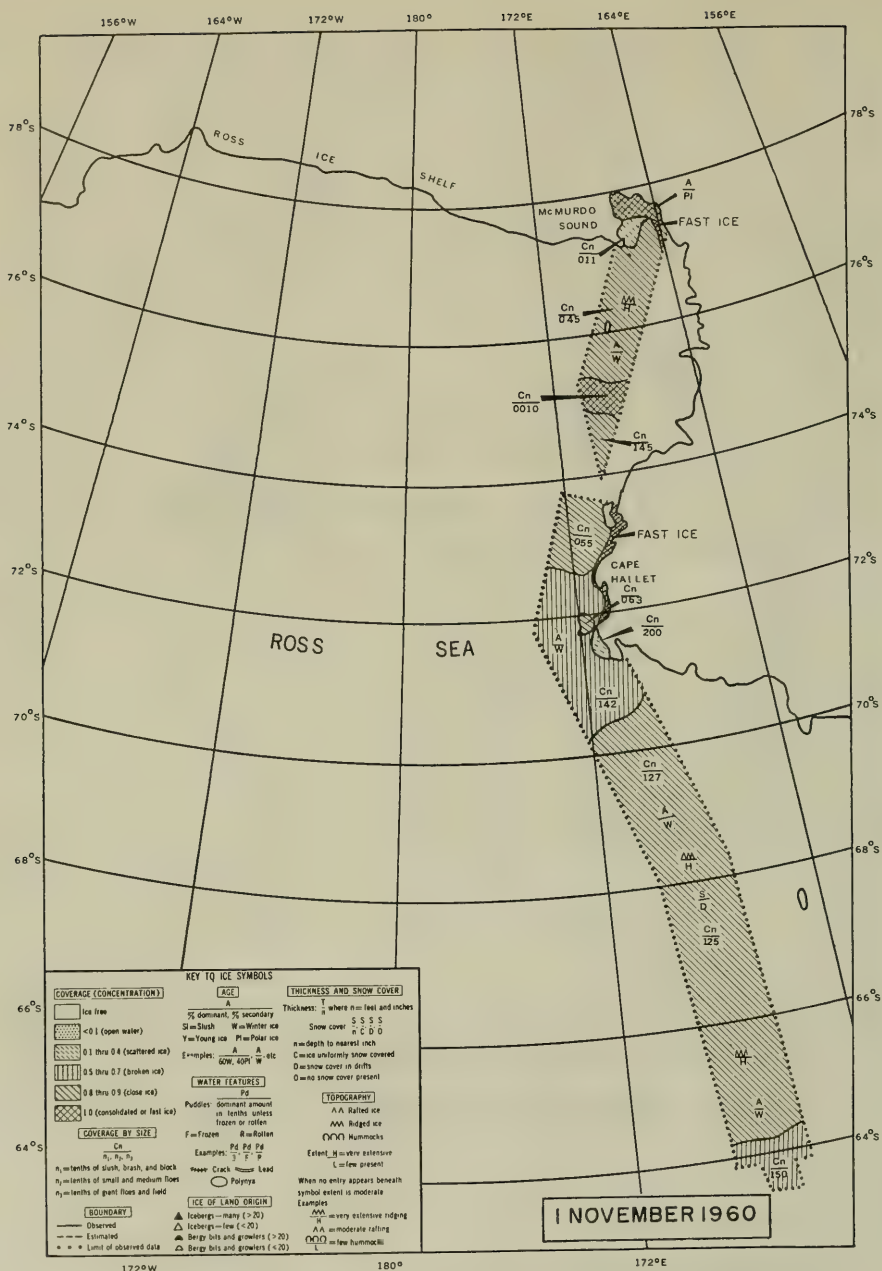 156°W 164°W 172°W 180° 172°E 164°E 156°E
78°S 78°S
ROSS ICE SHELF
A
PI
McMURDO
SOUND
FAST ICE
Cn
011
76°S 76°S
H
Cn
045
A
W
Cn
0010
74°S 74°S
Cn
145
Cn
055
FAST ICE
72°S 72°S
CAPE
HALLET
Cn
063
Cn
200
ROSS SEA
A
W
Cn
142
70°S 70°S
Cn
127
A
W
68°S 68°S
H
S
D
Cn
125
66°S 66°S
H
A
W
64°S 64°S
Cn
150
KEY TO ICE SYMBOLS
COVERAGE (CONCENTRATION)
Ice free
<0.1 (open water)
0.1 thru 0.4 (scattered ice)
0.5 thru 0.7 (broken ice)
0.8 thru 0.9 (close ice)
1.0 (consolidated or fast ice)
COVERAGE BY SIZE
Cn
n₁, n₂, n₃
n₁=tenths of slush, brash, and block
n₂=tenths of small and medium floes
n₃=tenths of giant floes and field
BOUNDARY
Observed
Estimated
Limit of observed data
AGE
A
% dominant, % secondary
Sl=Slush W=Winter ice
Y=Young ice PI=Polar ice
Examples: A A
60W, 40PI, W, etc
WATER FEATURES
Pd
Puddles: dominant amount
in tenths unless
frozen or rotten
F=Frozen R=Rotten
Examples: Pd Pd Pd
Crack Lead
Polynya
ICE OF LAND ORIGIN
Icebergs—many (>20)
Icebergs—few (<20)
Bergy bits and growlers (>20)
Bergy bits and growlers (<20)
THICKNESS AND SNOW COVER
Thickness: T where n=feet and inches
n
Snow cover S S S S
n C D O
n=depth to nearest inch
C=ice uniformly snow covered
D=snow cover in drifts
O=no snow cover present
TOPOGRAPHY
Rafted ice
Ridged ice
Hummocks
Extent H=very extensive
L=few present
When no entry appears beneath
symbol extent is moderate
Examples
H =very extensive ridging
=moderate rafting
L =few hummocks
1 NOVEMBER 1960
172°W 180° 172°E